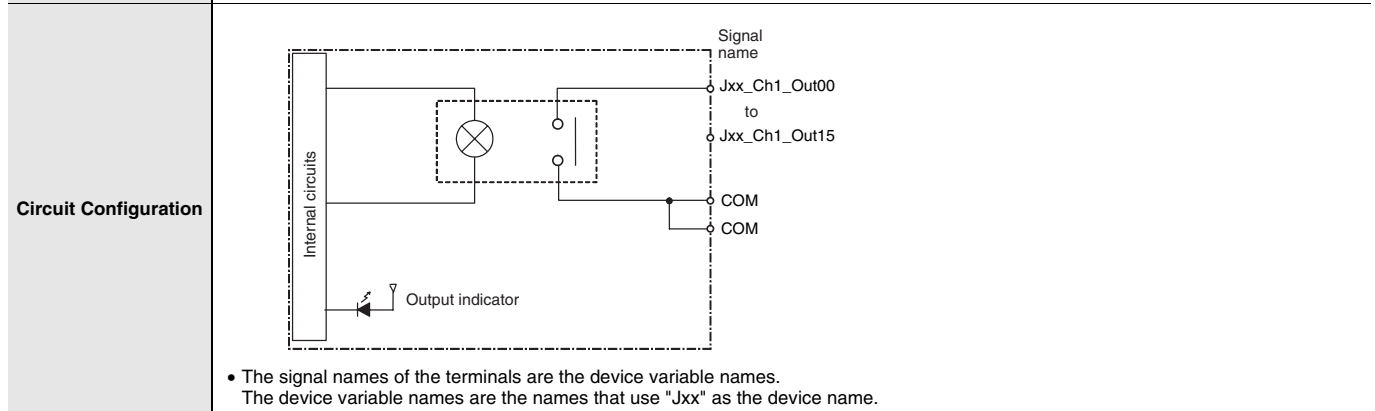 Circuit Configuration
Internal circuits
Signal
name
Jxx_Ch1_Out00
to
Jxx_Ch1_Out15
COM
COM
Output indicator
• The signal names of the terminals are the device variable names.
The device variable names are the names that use "Jxx" as the device name.